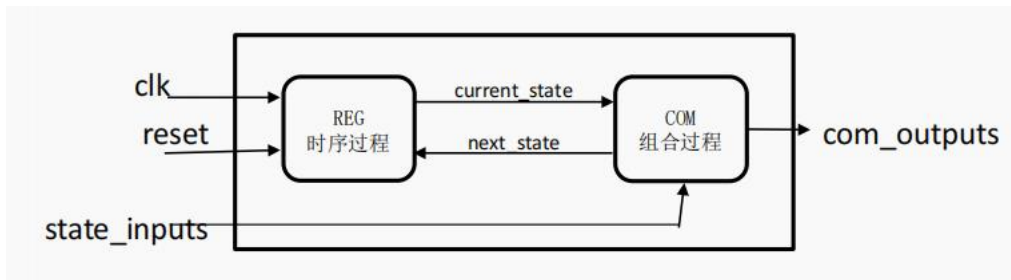 clk
reset
state_inputs
REG
时序过程
current_state
next_state
COM
组合过程
com_outputs